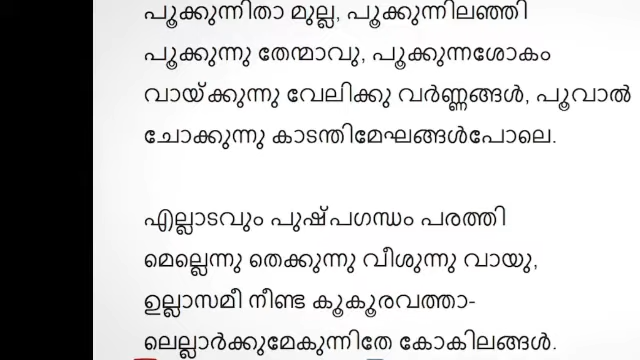 പൂക്കുന്നിതാ മുല്ല, പൂക്കുന്നിലഞ്ഞി
പൂക്കുന്നു തേന്മാവു, പൂക്കുന്നശോകം
വായ്ക്കുന്നു വേലിക്കു വർണ്ണങ്ങൾ, പൂവാൽ
ചോക്കുന്നു കാടന്തിമേഘങ്ങൾപോലെ.
എല്ലാടവും പുഷ്പഗന്ധം പരത്തി
മെല്ലെന്നു തെക്കുന്നു വീശുന്നു വായു,
ഉല്ലാസമീ നീണ്ട കൂകൂരവത്താ-
ലെല്ലാർക്കുമേകുന്നിതേ കോകിലങ്ങൾ.